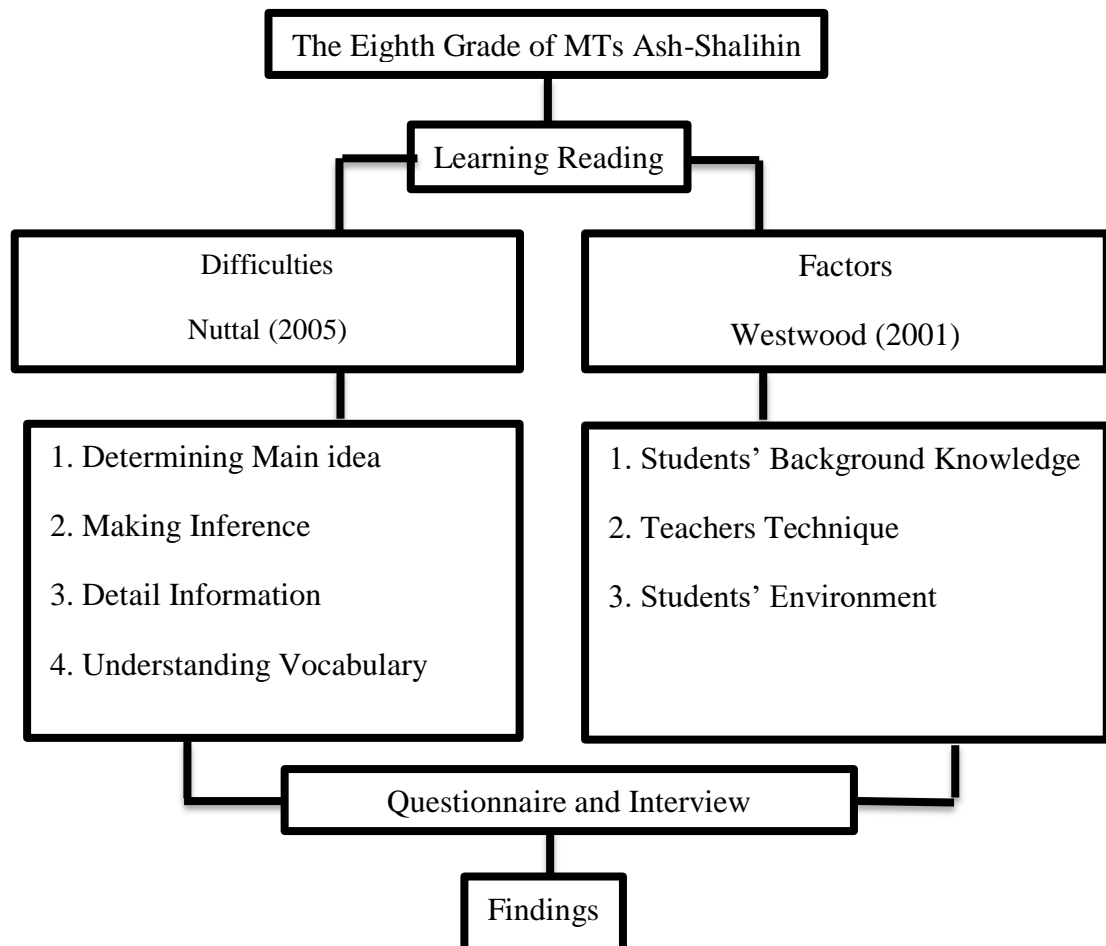 The Eighth Grade of MTs Ash-Shalihin
Learning Reading
Difficulties
Nuttal (2005)
Factors
Westwood (2001)
1. Determining Main idea
2. Making Inference
3. Detail Information
4. Understanding Vocabulary
1. Students’ Background Knowledge
2. Teachers Technique
3. Students’ Environment
Questionnaire and Interview
Findings